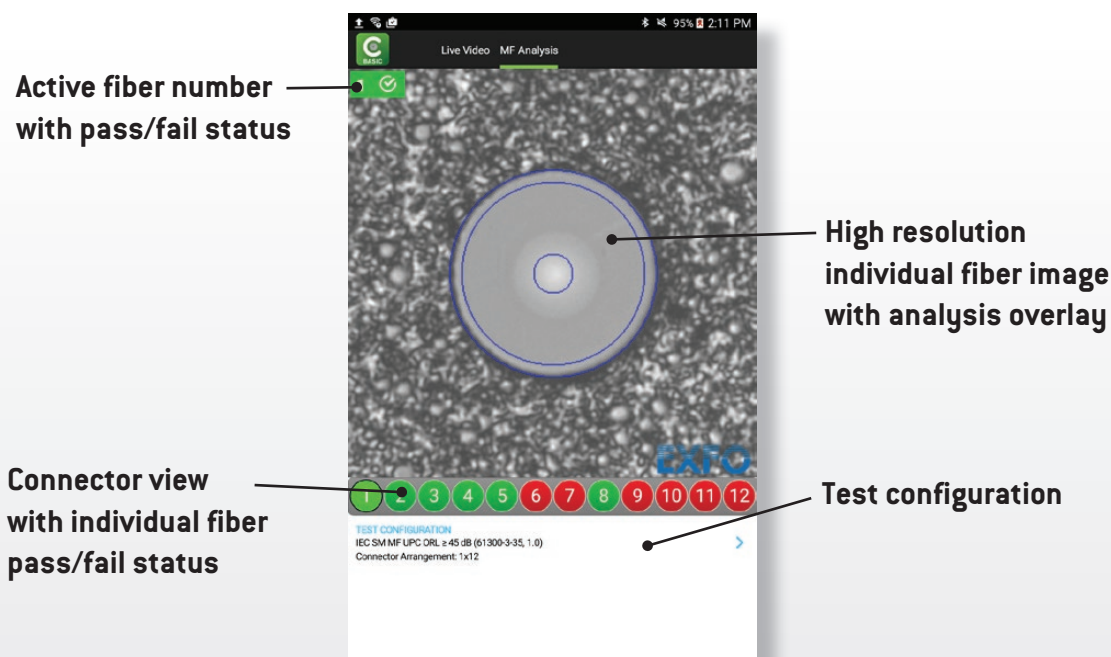 95% 2:11 PM
C
BASIC
Live Video MF Analysis
Active fiber number
with pass/fail status
High resolution
individual fiber image
with analysis overlay
EXFO
Connector view
with individual fiber
pass/fail status
1 2 3 4 5 6 7 8 9 10 11 12
Test configuration
TEST CONFIGURATION
IEC SM MF UPC ORL ≥ 45 dB (61300-3-35, 1.0)
Connector Arrangement: 1x12